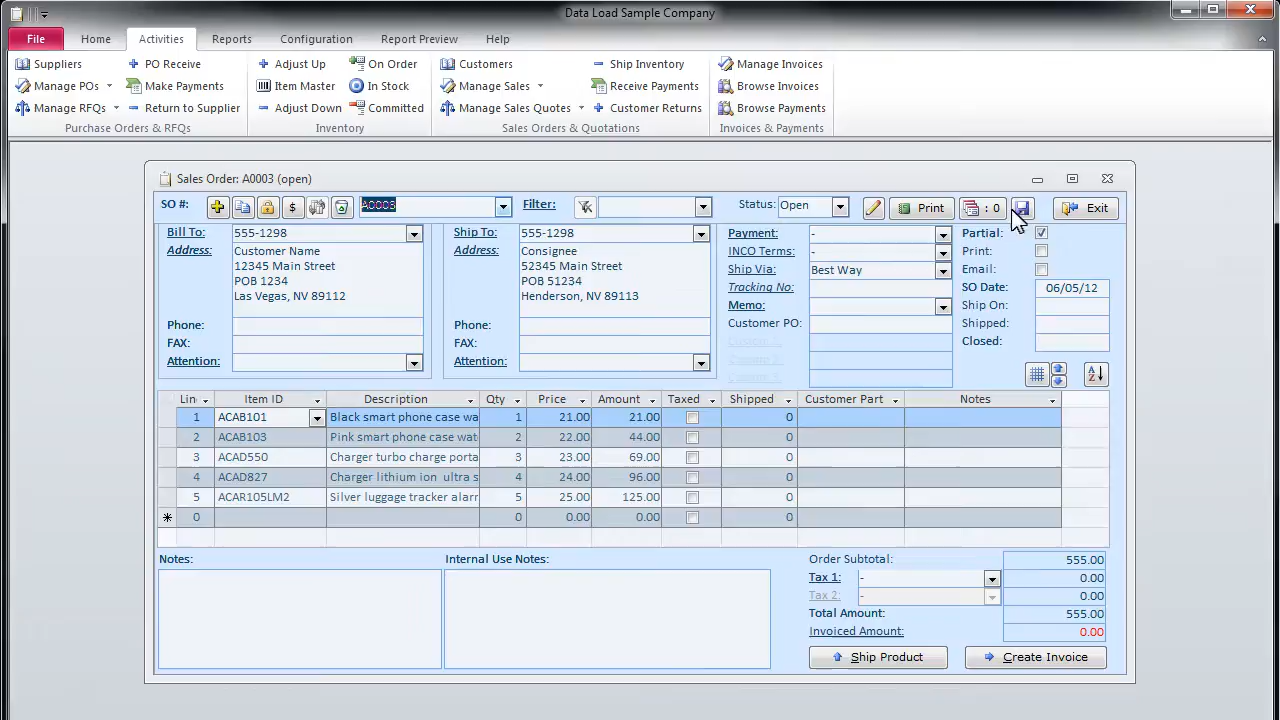 Data Load Sample Company
File Home Activities Reports Configuration Report Preview Help
Suppliers PO Receive Adjust Up On Order Customers Ship Inventory Manage Invoices
Manage POs Make Payments Item Master In Stock Manage Sales Receive Payments Browse Invoices
Manage RFQs Return to Supplier Adjust Down Committed Manage Sales Quotes Customer Returns Browse Payments
Purchase Orders & RFQs Inventory Sales Orders & Quotations Invoices & Payments
Sales Order: A0003 (open)
SO #: $ A0003 Filter: Status: Open Print : 0 Exit
Bill To: 555-1298 Ship To: 555-1298 Payment: - Partial:
Address: Customer Name Address: Consignee INCO Terms: - Print:
12345 Main Street 52345 Main Street Ship Via: Best Way Email:
POB 1234 POB 51234 Tracking No: SO Date: 06/05/12
Las Vegas, NV 89112 Henderson, NV 89113 Memo: Ship On:
Phone: Phone: Customer PO: Shipped:
FAX: FAX: Closed:
Attention: Attention:
Lin Item ID Description Qty Price Amount Taxed Shipped Customer Part Notes
1 ACAB101 Black smart phone case wa 1 21.00 21.00 0
2 ACAB103 Pink smart phone case wat 2 22.00 44.00 0
3 ACAD550 Charger turbo charge porta 3 23.00 69.00 0
4 ACAD827 Charger lithium ion ultra s 4 24.00 96.00 0
5 ACAR105LM2 Silver luggage tracker alarr 5 25.00 125.00 0
0 0 0.00 0.00 0
Notes: Internal Use Notes: Order Subtotal: 555.00
Tax 1: - 0.00
Tax 2: - 0.00
Total Amount: 555.00
Invoiced Amount: 0.00
Ship Product Create Invoice